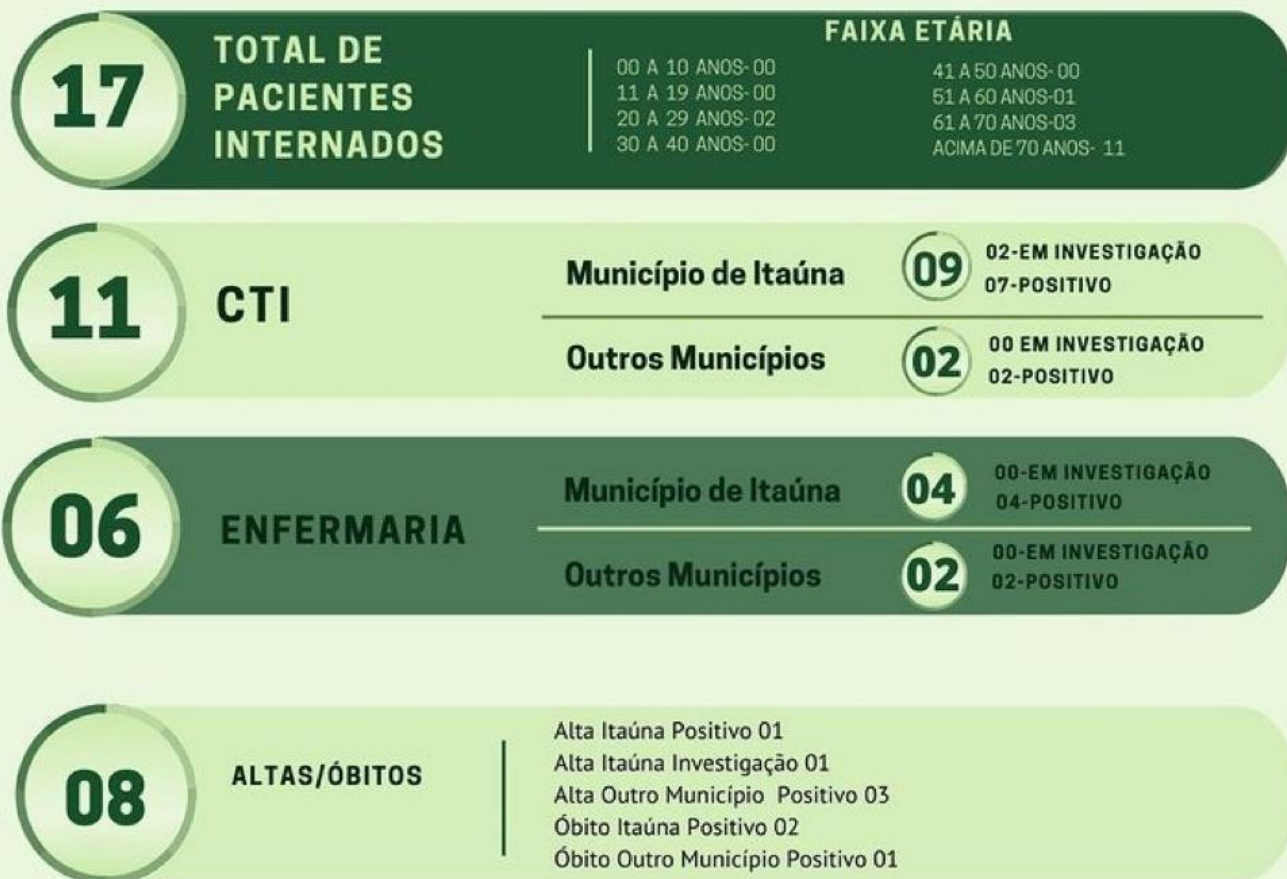 17
TOTAL DE
PACIENTES
INTERNADOS
FAIXA ETÁRIA
00 A 10 ANOS- 00
11 A 19 ANOS- 00
20 A 29 ANOS- 02
30 A 40 ANOS- 00
41 A 50 ANOS- 00
51 A 60 ANOS-01
61 A 70 ANOS-03
ACIMA DE 70 ANOS- 11
11
CTI
Município de Itaúna
09
02-EM INVESTIGAÇÃO
07-POSITIVO
Outros Municípios
02
00 EM INVESTIGAÇÃO
02-POSITIVO
06
ENFERMARIA
Município de Itaúna
04
00-EM INVESTIGAÇÃO
04-POSITIVO
Outros Municípios
02
00-EM INVESTIGAÇÃO
02-POSITIVO
08
ALTAS/ÓBITOS
Alta Itaúna Positivo 01
Alta Itaúna Investigação 01
Alta Outro Município Positivo 03
Óbito Itaúna Positivo 02
Óbito Outro Município Positivo 01